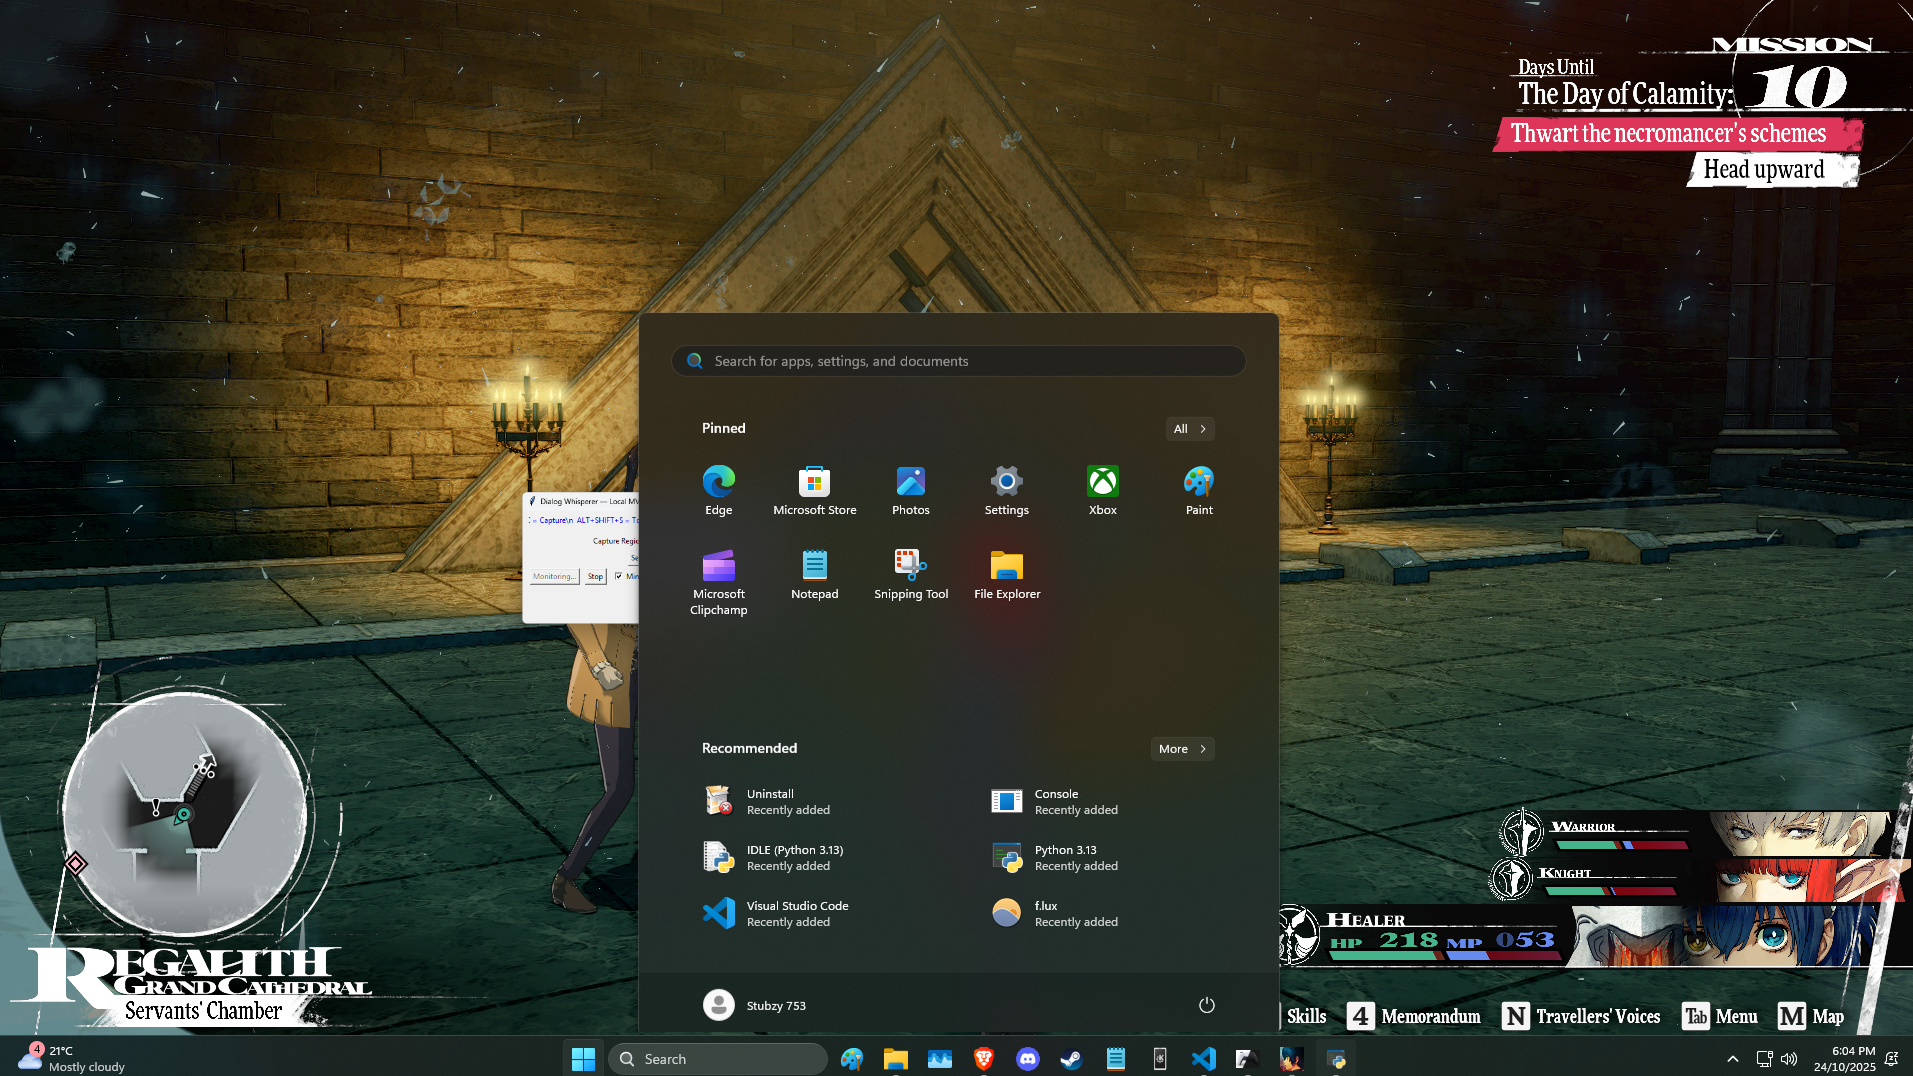 MISSION
Days Until
The Day of Calamity: 10
Thwart the necromancer's schemes
Head upward
Search for apps, settings, and documents
Pinned
All
Edge
Microsoft Store
Photos
Settings
Xbox
Paint
Microsoft
Clipchamp
Notepad
Snipping Tool
File Explorer
Dialog Whisperer — Local MV
= Capture\n ALT+SHIFT+S = To
Capture Regio
Se
Monitoring...
Stop
Min
Recommended
More
Uninstall
Recently added
Console
Recently added
IDLE (Python 3.13)
Recently added
Python 3.13
Recently added
Visual Studio Code
Recently added
f.lux
Recently added
Stubzy 753
WARRIOR
KNIGHT
HEALER
HP 218 MP 053
REGALITH
GRAND CATHEDRAL
Servants' Chamber
Skills
4 Memorandum
N Travellers' Voices
Tab Menu
M Map
4
21°C
Mostly cloudy
Search
6:04 PM
24/10/2025